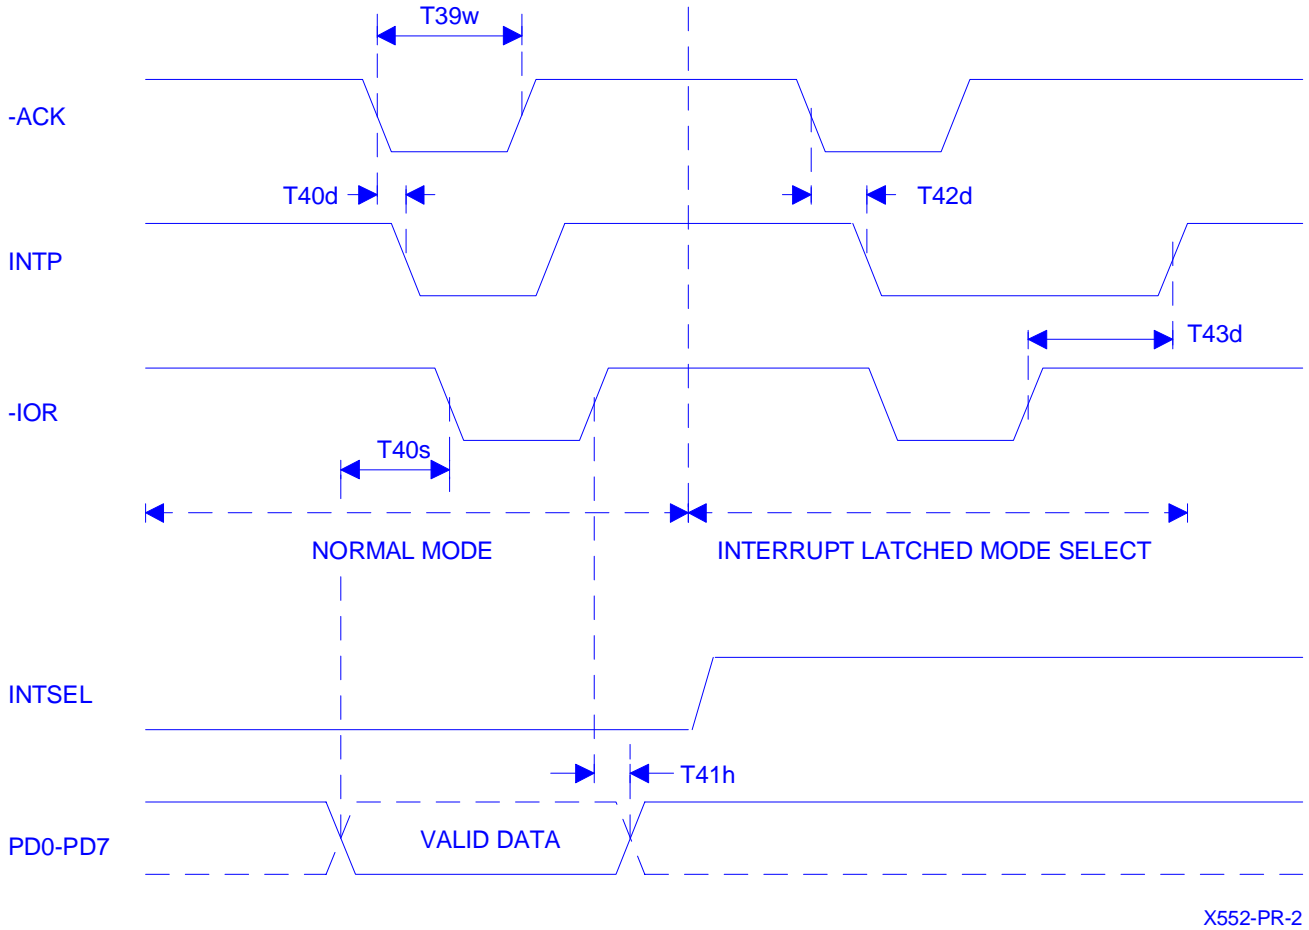 T39w
-ACK
T40d
T42d
INTP
T43d
-IOR
T40s
NORMAL MODE
INTERRUPT LATCHED MODE SELECT
INTSEL
T41h
PD0-PD7
VALID DATA
X552-PR-2